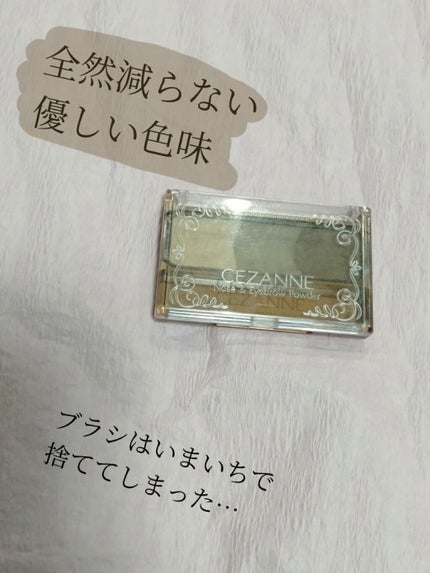 全然減らない
優しい色味
CEZANNE
Nose & Eyebrow Powder
CEZANNE
ブラシはいまいちで
捨ててしまった…